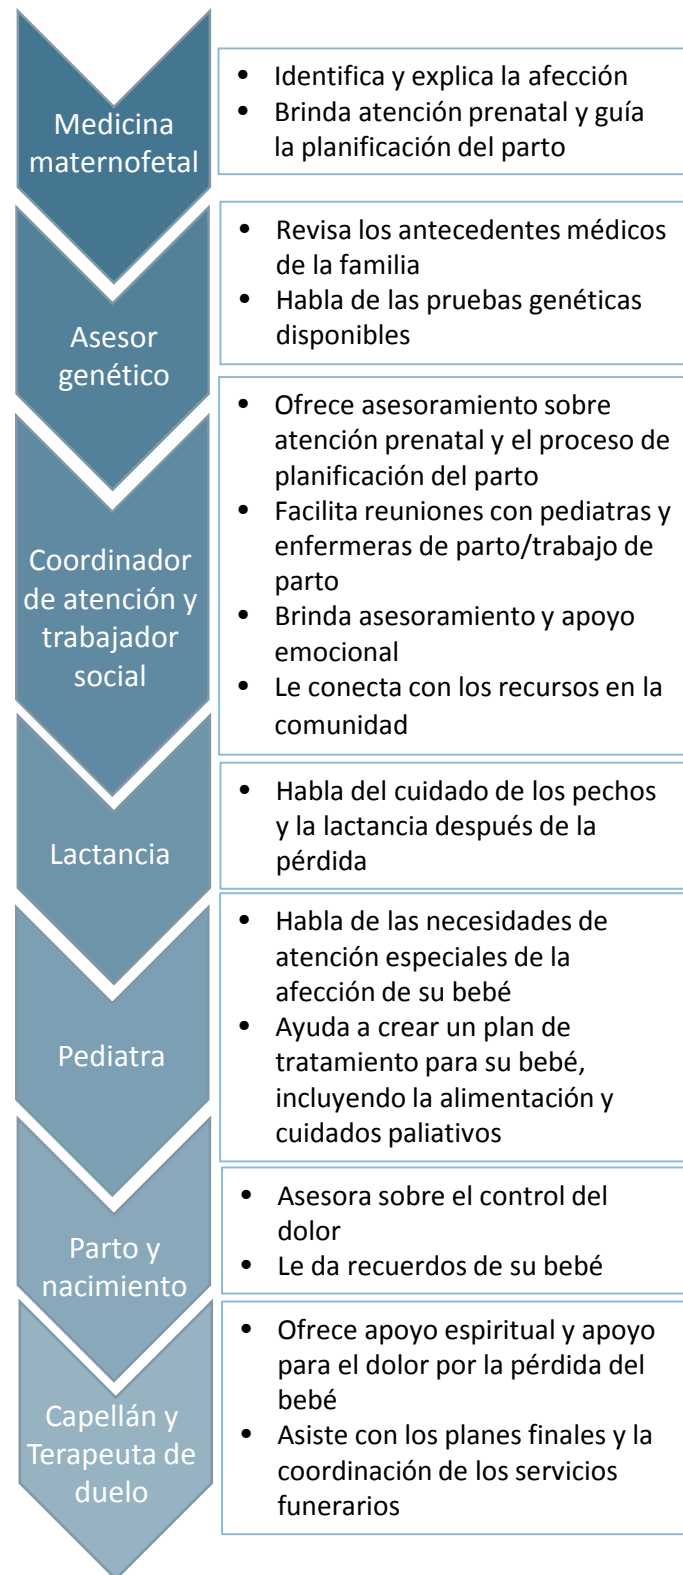 Medicina
maternofetal
• Identifica y explica la afección
• Brinda atención prenatal y guía
la planificación del parto
Asesor
genético
• Revisa los antecedentes médicos
de la familia
• Habla de las pruebas genéticas
disponibles
Coordinador
de atención y
trabajador
social
• Ofrece asesoramiento sobre
atención prenatal y el proceso de
planificación del parto
• Facilita reuniones con pediatras y
enfermeras de parto/trabajo de
parto
• Brinda asesoramiento y apoyo
emocional
• Le conecta con los recursos en la
comunidad
Lactancia
• Habla del cuidado de los pechos
y la lactancia después de la
pérdida
Pediatra
• Habla de las necesidades de
atención especiales de la
afección de su bebé
• Ayuda a crear un plan de
tratamiento para su bebé,
incluyendo la alimentación y
cuidados paliativos
Parto y
nacimiento
• Asesora sobre el control del
dolor
• Le da recuerdos de su bebé
Capellán y
Terapeuta de
duelo
• Ofrece apoyo espiritual y apoyo
para el dolor por la pérdida del
bebé
• Asiste con los planes finales y la
coordinación de los servicios
funerarios